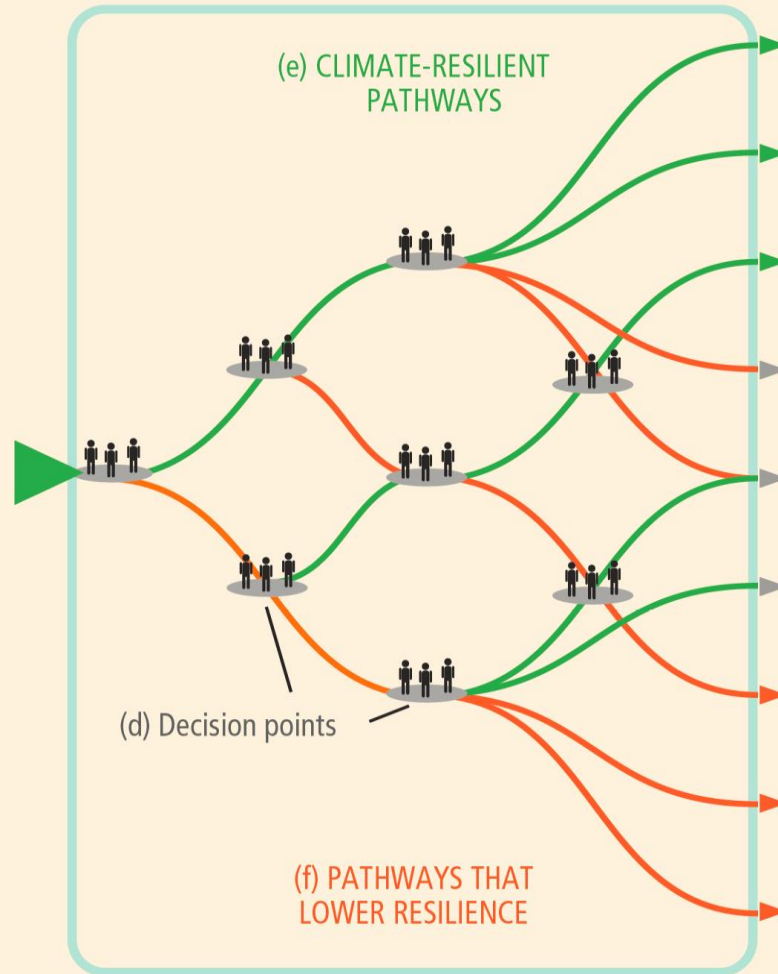 (e) CLIMATE-RESILIENT
PATHWAYS
(d) Decision points
(f) PATHWAYS THAT
LOWER RESILIENCE